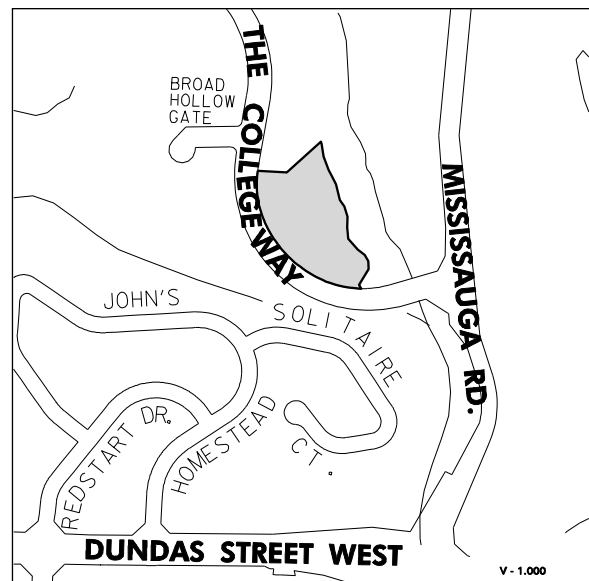 THE COLLEGEWAY
BROAD
HOLLOW
GATE
MISSISSAUGA RD.
JOHN'S
SOLITAIRE
REDSTART DR.
HOMESTEAD
CT.
DUNDAS STREET WEST
V - 1.000